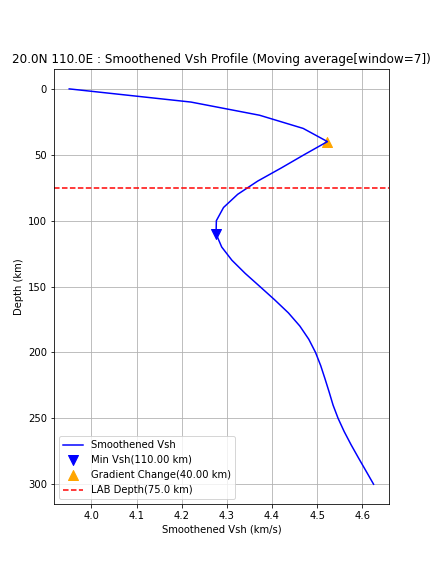 20.0N 110.0E : Smoothened Vsh Profile (Moving average[window=7])
0
50
100
150
200
250
300
Depth (km)
Smoothened Vsh
Min Vsh(110.00 km)
Gradient Change(40.00 km)
LAB Depth(75.0 km)
4.0 4.1 4.2 4.3 4.4 4.5 4.6
Smoothened Vsh (km/s)